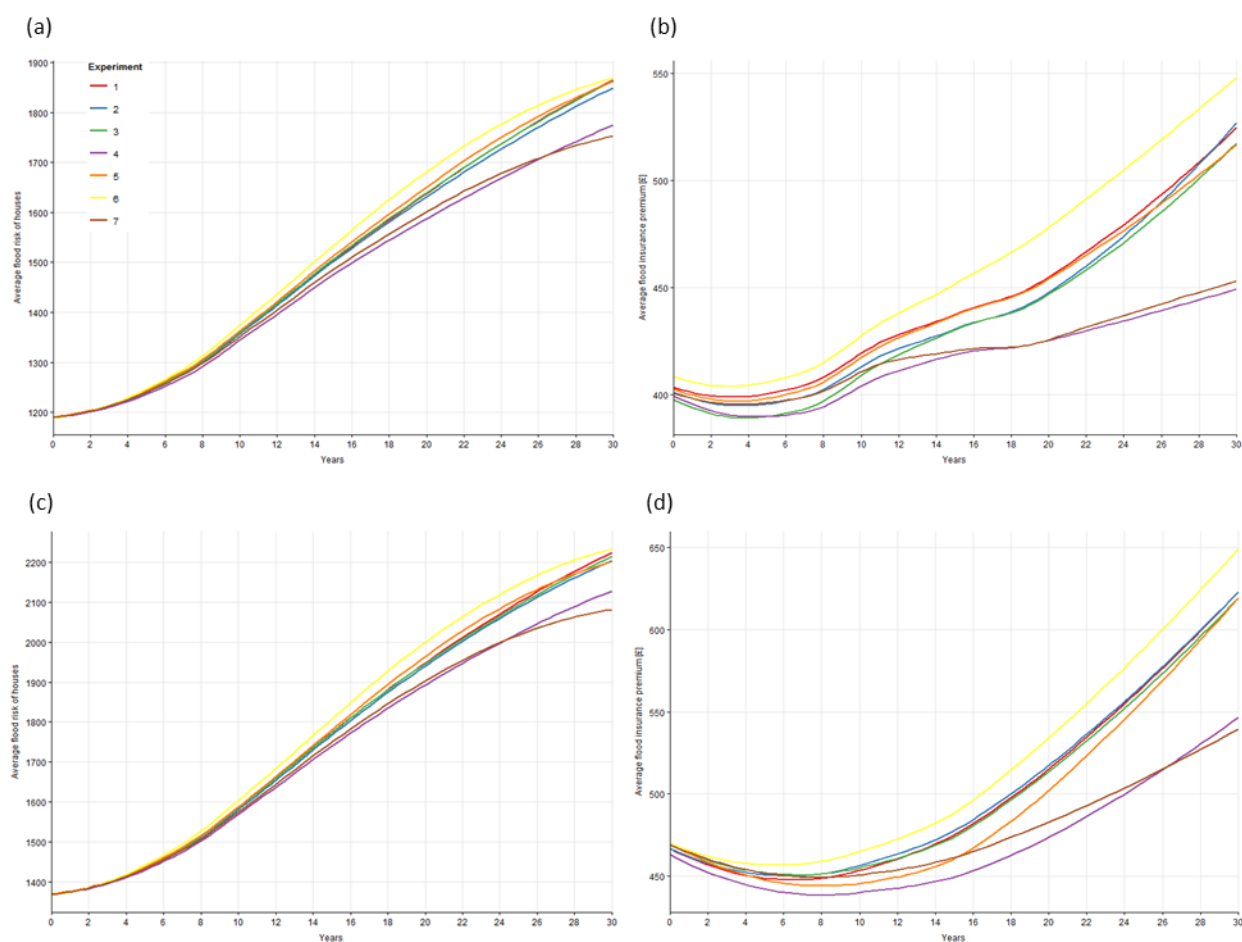 (a)
(b)
Experiment
1
2
3
4
5
6
7
1900
1800
1700
1600
1500
1400
1300
1200
Average flood risk of houses
0 2 4 6 8 10 12 14 16 18 20 22 24 26 28 30
Years
550
500
450
400
Average flood insurance premium [£]
0 2 4 6 8 10 12 14 16 18 20 22 24 26 28 30
Years
(c)
(d)
2200
2100
2000
1900
1800
1700
1600
1500
1400
Average flood risk of houses
0 2 4 6 8 10 12 14 16 18 20 22 24 26 28 30
Years
650
600
550
500
450
Average flood insurance premium [£]
0 2 4 6 8 10 12 14 16 18 20 22 24 26 28 30
Years